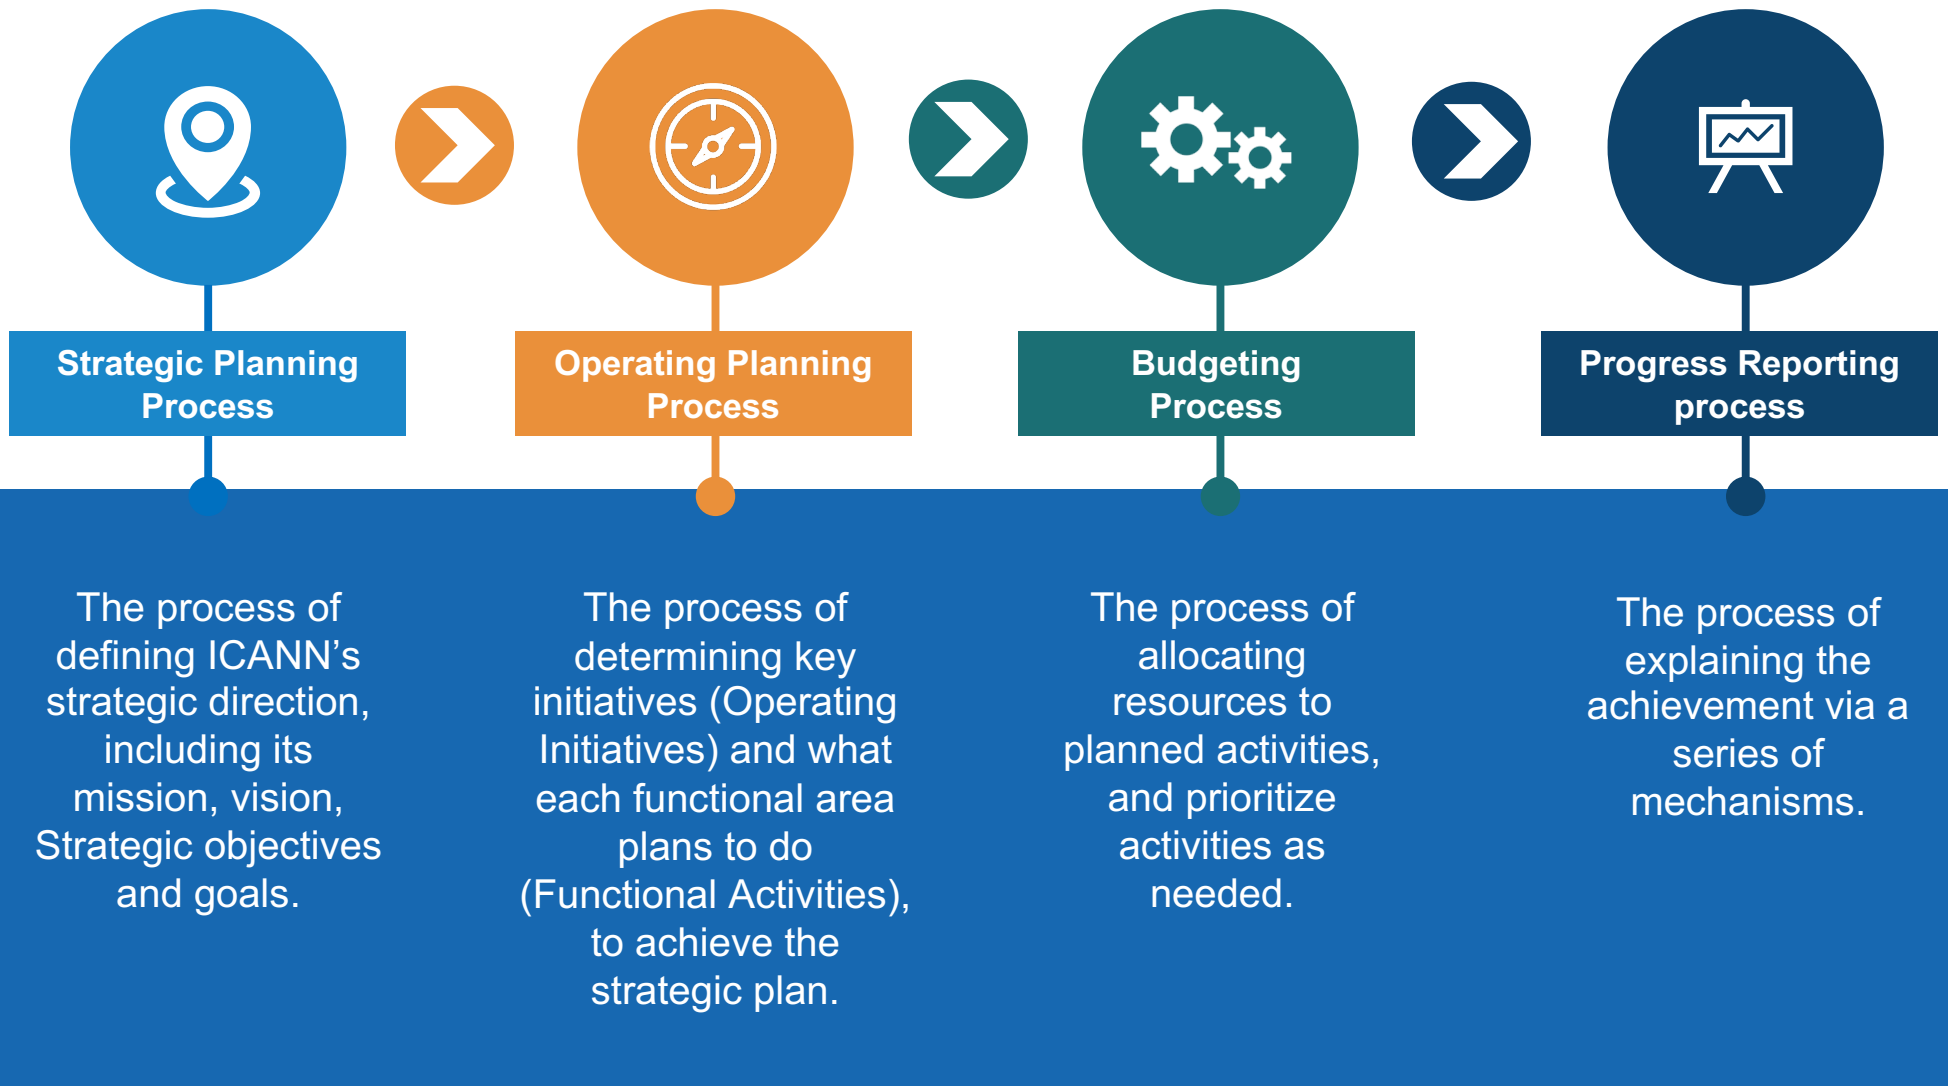 Strategic Planning
Process
Operating Planning
Process
Budgeting
Process
Progress Reporting
process
The process of
defining ICANN’s
strategic direction,
including its
mission, vision,
Strategic objectives
and goals.
The process of
determining key
initiatives (Operating
Initiatives) and what
each functional area
plans to do
(Functional Activities),
to achieve the
strategic plan.
The process of
allocating
resources to
planned activities,
and prioritize
activities as
needed.
The process of
explaining the
achievement via a
series of
mechanisms.